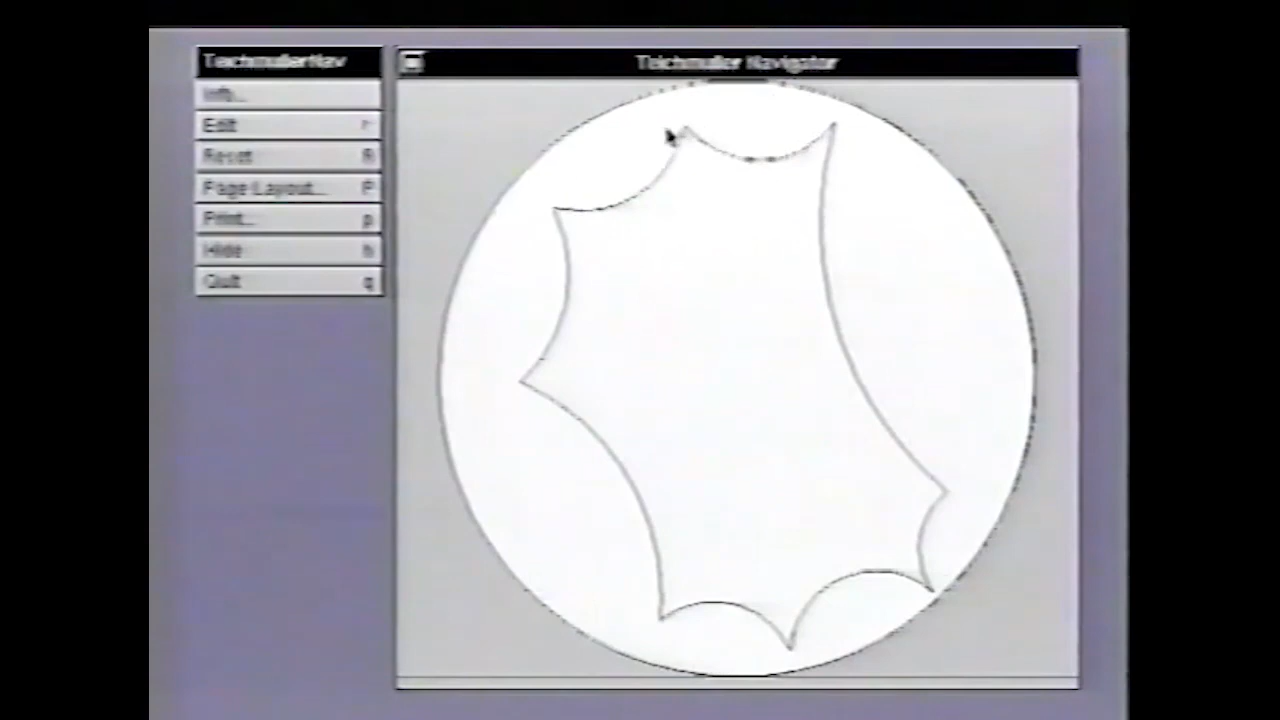 TeichmullerNav
Teichmuller Navigator
Info...
Edit r
Reset R
Page Layout... P
Print... p
Hide h
Quit q